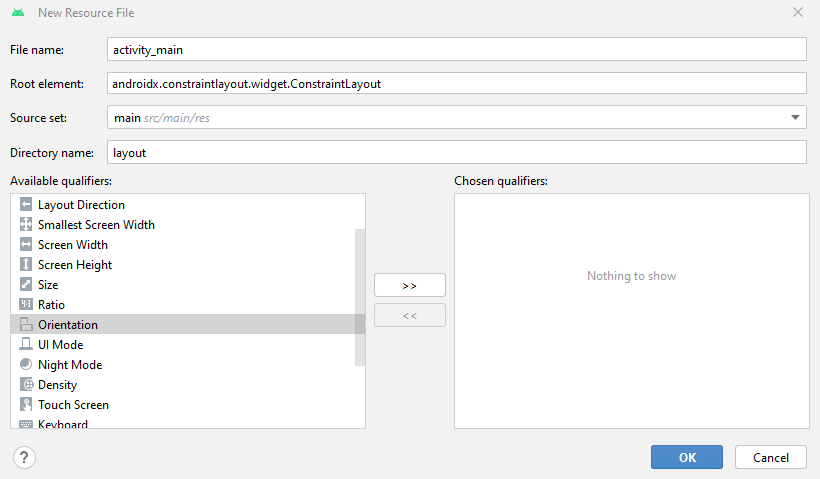 New Resource File
File name: activity_main
Root element: androidx.constraintlayout.widget.ConstraintLayout
Source set: main src/main/res
Directory name: layout
Available qualifiers:
Layout Direction
Smallest Screen Width
Screen Width
Screen Height
Size
4:3 Ratio
Orientation
UI Mode
Night Mode
Density
Touch Screen
Keyboard
>>
<<
Chosen qualifiers:
Nothing to show
?
OK Cancel